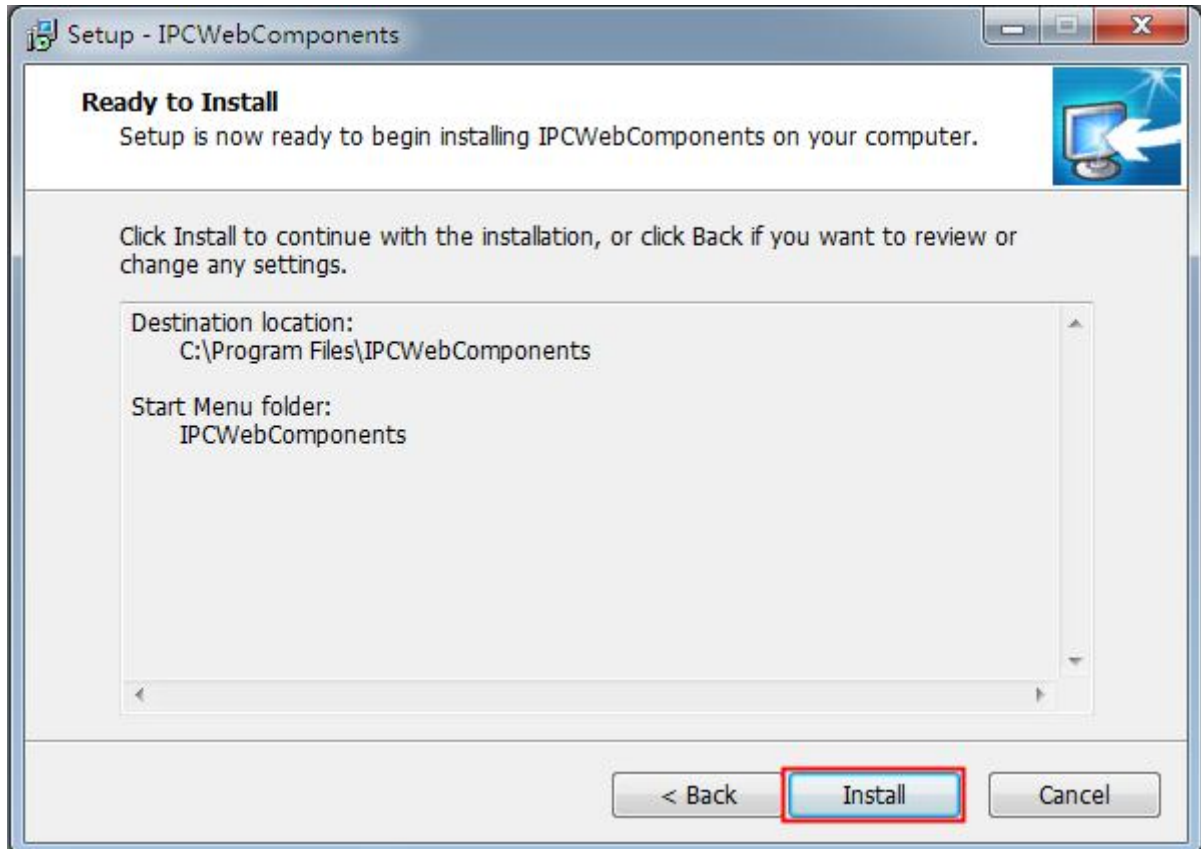 Setup - IPCWebComponents
Ready to Install
Setup is now ready to begin installing IPCWebComponents on your computer.
Click Install to continue with the installation, or click Back if you want to review or
change any settings.
Destination location:
C:\Program Files\IPCWebComponents
Start Menu folder:
IPCWebComponents
< Back
Install
Cancel